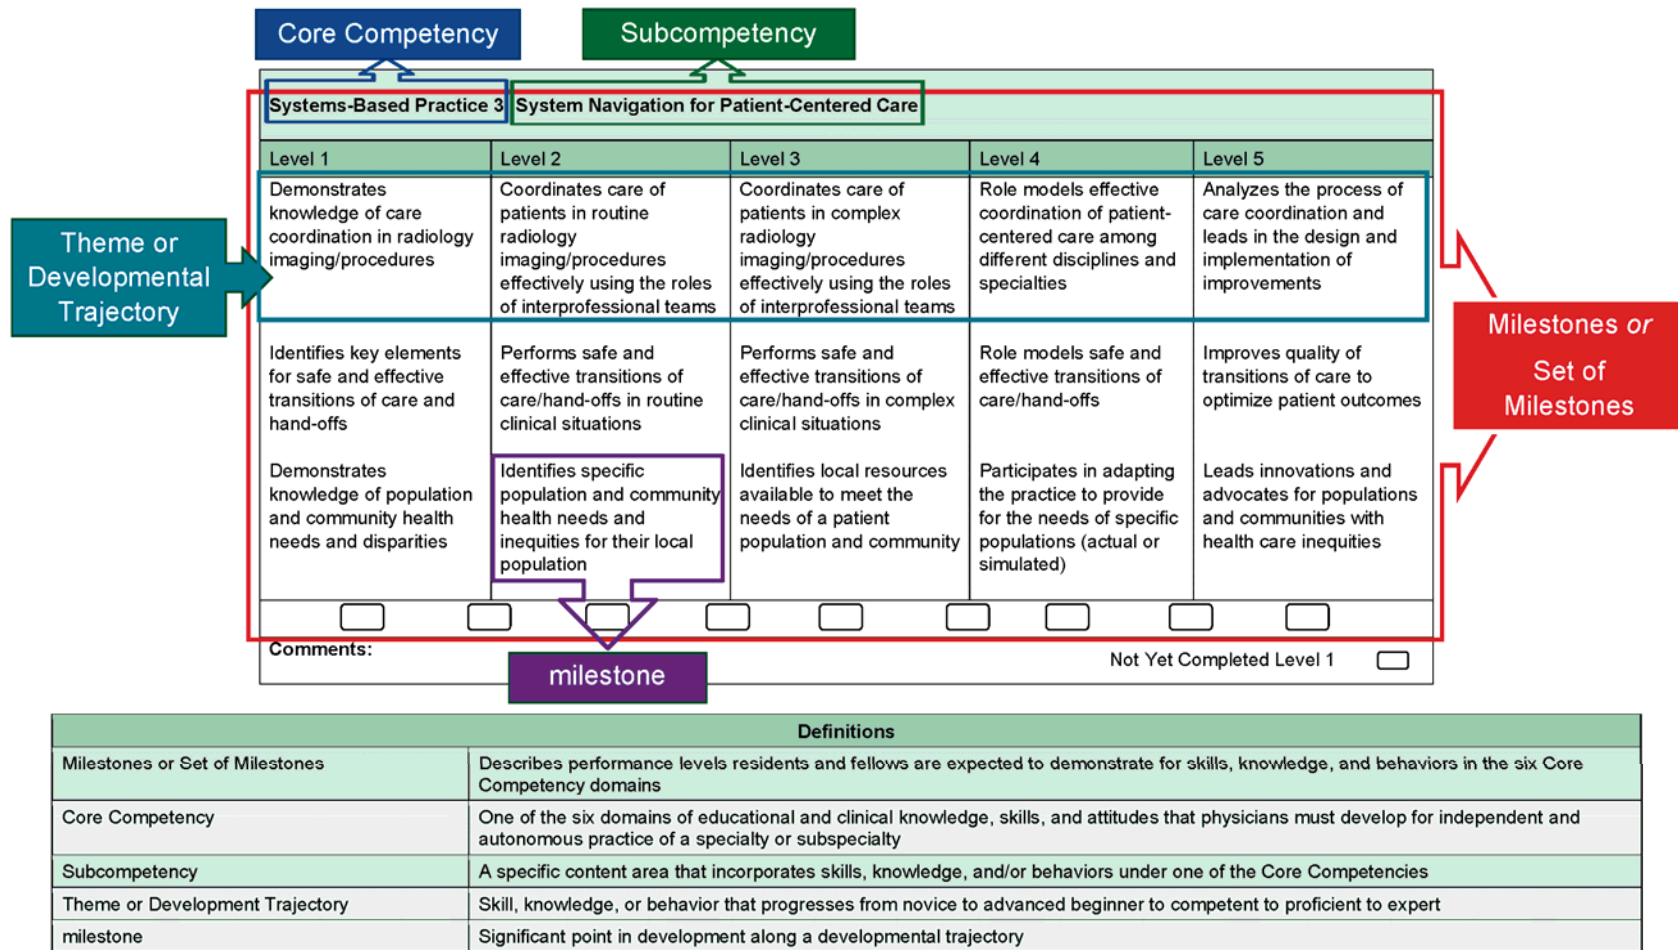 Core Competency
Subcompetency
Systems-Based Practice 3
System Navigation for Patient-Centered Care
Level 1
Level 2
Level 3
Level 4
Level 5
Theme or
Developmental
Trajectory
Demonstrates
knowledge of care
coordination in radiology
imaging/procedures
Coordinates care of
patients in routine
radiology
imaging/procedures
effectively using the roles
of interprofessional teams
Coordinates care of
patients in complex
radiology
imaging/procedures
effectively using the roles
of interprofessional teams
Role models effective
coordination of patient-
centered care among
different disciplines and
specialties
Analyzes the process of
care coordination and
leads in the design and
implementation of
improvements
Milestones or
Set of
Milestones
Identifies key elements
for safe and effective
transitions of care and
hand-offs
Performs safe and
effective transitions of
care/hand-offs in routine
clinical situations
Performs safe and
effective transitions of
care/hand-offs in complex
clinical situations
Role models safe and
effective transitions of
care/hand-offs
Improves quality of
transitions of care to
optimize patient outcomes
Demonstrates
knowledge of population
and community health
needs and disparities
Identifies specific
population and community
health needs and
inequities for their local
population
Identifies local resources
available to meet the
needs of a patient
population and community
Participates in adapting
the practice to provide
for the needs of specific
populations (actual or
simulated)
Leads innovations and
advocates for populations
and communities with
health care inequities
Comments:
Not Yet Completed Level 1
milestone
Definitions
Milestones or Set of Milestones
Describes performance levels residents and fellows are expected to demonstrate for skills, knowledge, and behaviors in the six Core
Competency domains
Core Competency
One of the six domains of educational and clinical knowledge, skills, and attitudes that physicians must develop for independent and
autonomous practice of a specialty or subspecialty
Subcompetency
A specific content area that incorporates skills, knowledge, and/or behaviors under one of the Core Competencies
Theme or Development Trajectory
Skill, knowledge, or behavior that progresses from novice to advanced beginner to competent to proficient to expert
milestone
Significant point in development along a developmental trajectory